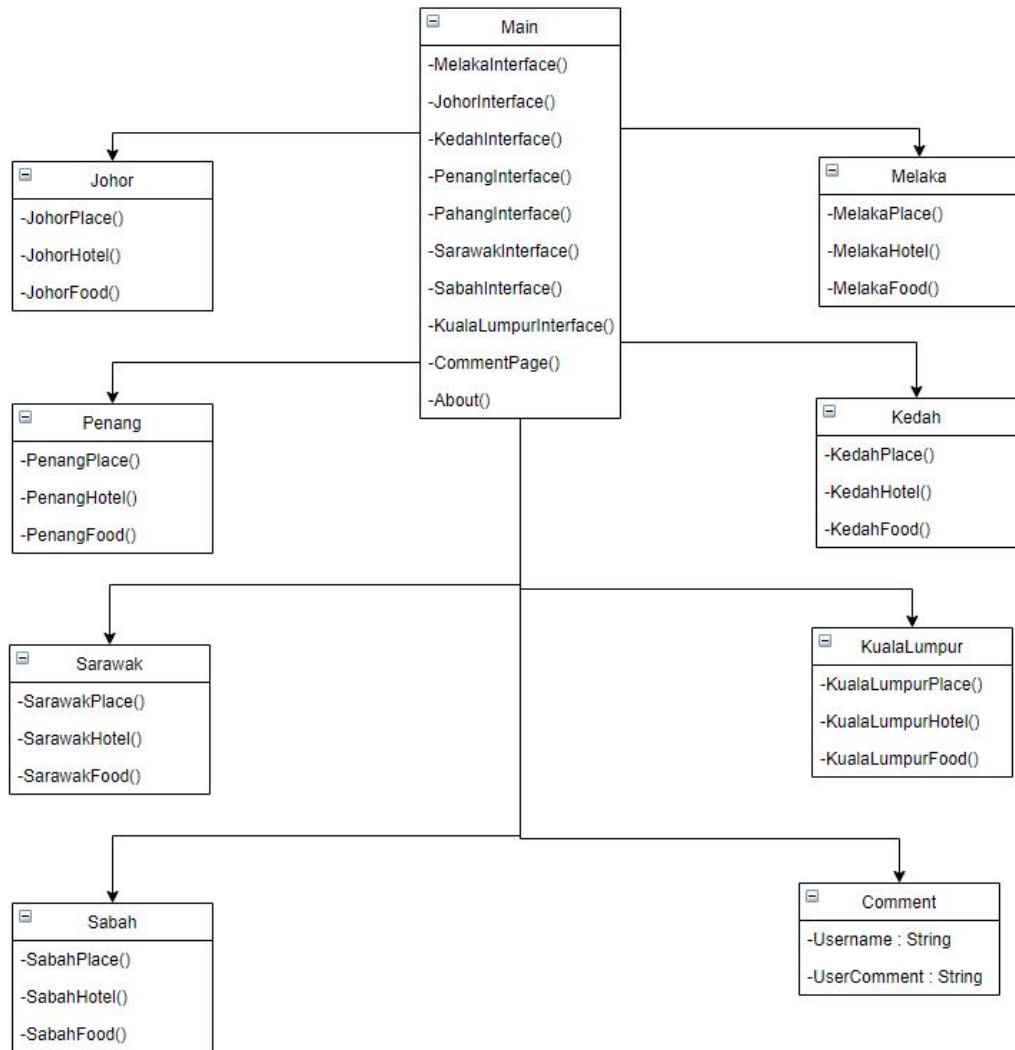 Main
-MelakaInterface()
-JohorInterface()
-KedahInterface()
-PenangInterface()
-PahangInterface()
-SarawakInterface()
-SabahInterface()
-KualaLumpurInterface()
-CommentPage()
-About()
Johor
-JohorPlace()
-JohorHotel()
-JohorFood()
Melaka
-MelakaPlace()
-MelakaHotel()
-MelakaFood()
Penang
-PenangPlace()
-PenangHotel()
-PenangFood()
Kedah
-KedahPlace()
-KedahHotel()
-KedahFood()
Sarawak
-SarawakPlace()
-SarawakHotel()
-SarawakFood()
KualaLumpur
-KualaLumpurPlace()
-KualaLumpurHotel()
-KualaLumpurFood()
Sabah
-SabahPlace()
-SabahHotel()
-SabahFood()
Comment
-Username : String
-UserComment : String